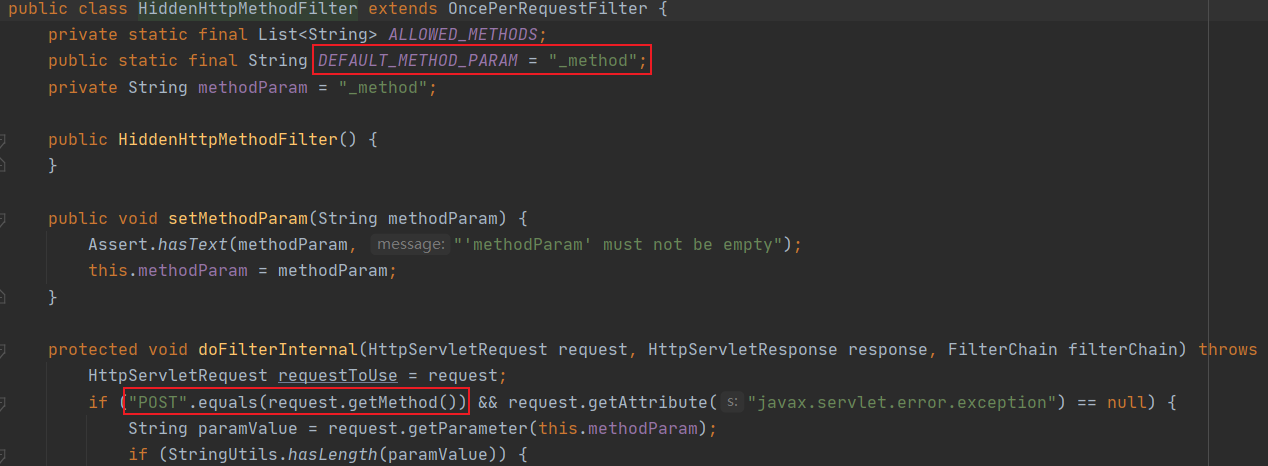 public class HiddenHttpMethodFilter extends OncePerRequestFilter {
    private static final List<String> ALLOWED_METHODS;
    public static final String DEFAULT_METHOD_PARAM = "_method";
    private String methodParam = "_method";
    public HiddenHttpMethodFilter() {
    }
    public void setMethodParam(String methodParam) {
        Assert.hasText(methodParam, message: "'methodParam' must not be empty");
        this.methodParam = methodParam;
    }
    protected void doFilterInternal(HttpServletRequest request, HttpServletResponse response, FilterChain filterChain) throws
        HttpServletRequest requestToUse = request;
        if ("POST".equals(request.getMethod()) && request.getAttribute( s: "javax.servlet.error.exception") == null) {
            String paramValue = request.getParameter(this.methodParam);
            if (StringUtils.hasLength(paramValue)) {